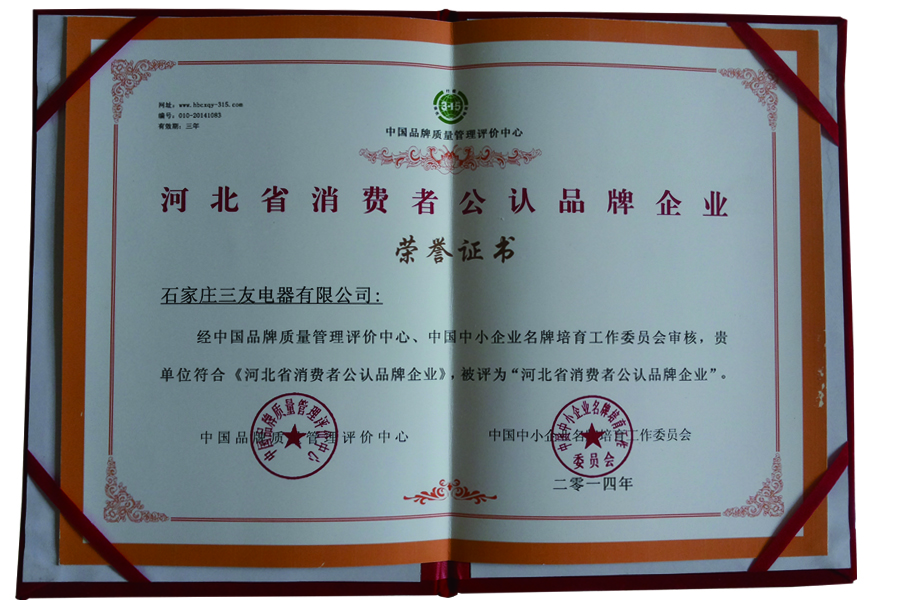 网址：www.hbcxqy-315.com
编号：010-20141083
有效期：三年
3·15
中国品牌质量管理评价中心
河北省消费者公认品牌企业
荣誉证书
石家庄三友电器有限公司：
经中国品牌质量管理评价中心、中国中小企业名牌培育工作委员会审核，贵
单位符合《河北省消费者公认品牌企业》，被评为“河北省消费者公认品牌企业”。
中国品牌质量管理评价中心
中国品牌质量管理评价中心
中国中小企业名牌培育工作委员会
中国中小企业名牌培育工作
委员会
二零一四年